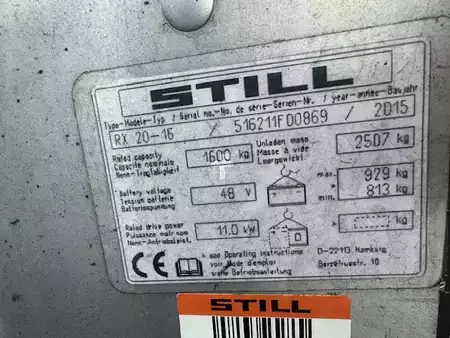 STILL
Type-Modele-Typ / Serial no.-No. de série-Serien-Nr. / year-année-Baujahr
RX 20-16 / 516211F00869 / 2015
Rated capacity
Capacité nominale
Nenn-Tragfähigkeit
1600 kg
Unladen mass
Masse à vide
Leergewicht
2507 kg
Battery voltage
Tension batterie
Batteriespannung
48 V
max. 929 kg
min. 813 kg
Rated drive power
Puissance motr.nom
Nenn-Antriebsleist.
11.0 kW
+ kg
CE
see Operating instructions
voir Mode d'emploi
siehe Betriebsanleitung
D-22113 Hamburg
Berzeliusstr. 10
STILL